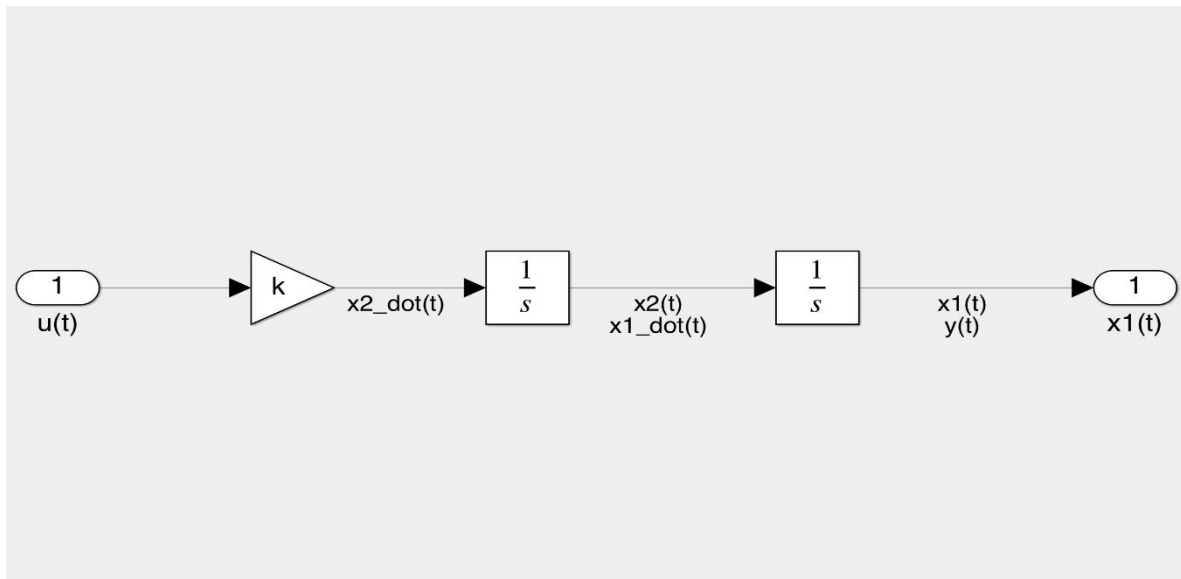 1
u(t)
k
x2_dot(t)
1
s
x2(t)
x1_dot(t)
1
s
x1(t)
y(t)
1
x1(t)